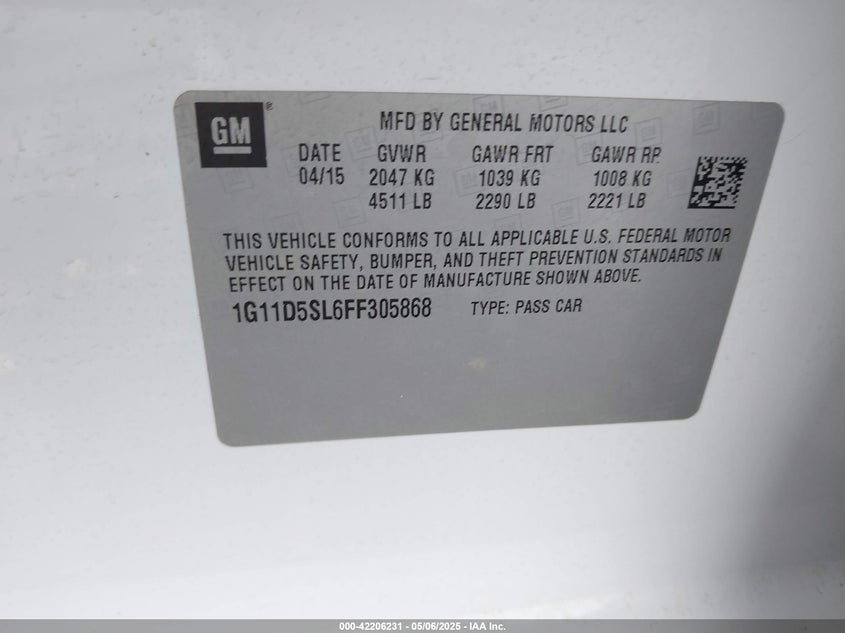 GM ®
MFD BY GENERAL MOTORS LLC
DATE GVWR GAWR FRT GAWR RR
04/15 2047 KG 1039 KG 1008 KG
4511 LB 2290 LB 2221 LB
THIS VEHICLE CONFORMS TO ALL APPLICABLE U.S. FEDERAL MOTOR
VEHICLE SAFETY, BUMPER, AND THEFT PREVENTION STANDARDS IN
EFFECT ON THE DATE OF MANUFACTURE SHOWN ABOVE.
1G11D5SL6FF305868 TYPE: PASS CAR
000-42206231 - 05/06/2025 - IAA Inc.